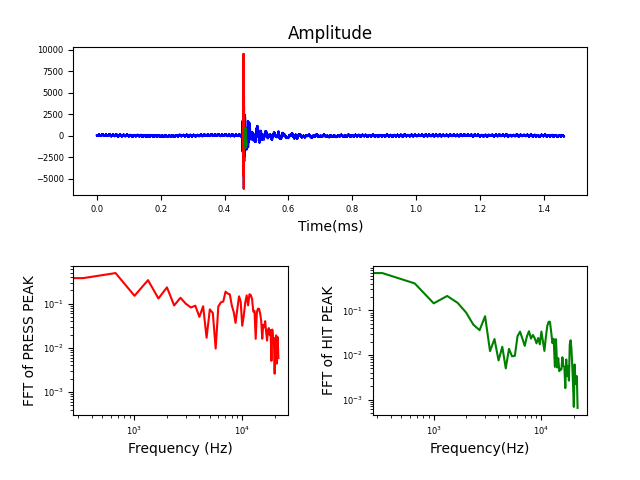 Amplitude
10000
7500
5000
2500
0
−2500
−5000
0.0 0.2 0.4 0.6 0.8 1.0 1.2 1.4
Time(ms)
FFT of PRESS PEAK
10⁻¹
10⁻²
10⁻³
10³ 10⁴
Frequency (Hz)
FFT of HIT PEAK
10⁻¹
10⁻²
10⁻³
10³ 10⁴
Frequency(Hz)